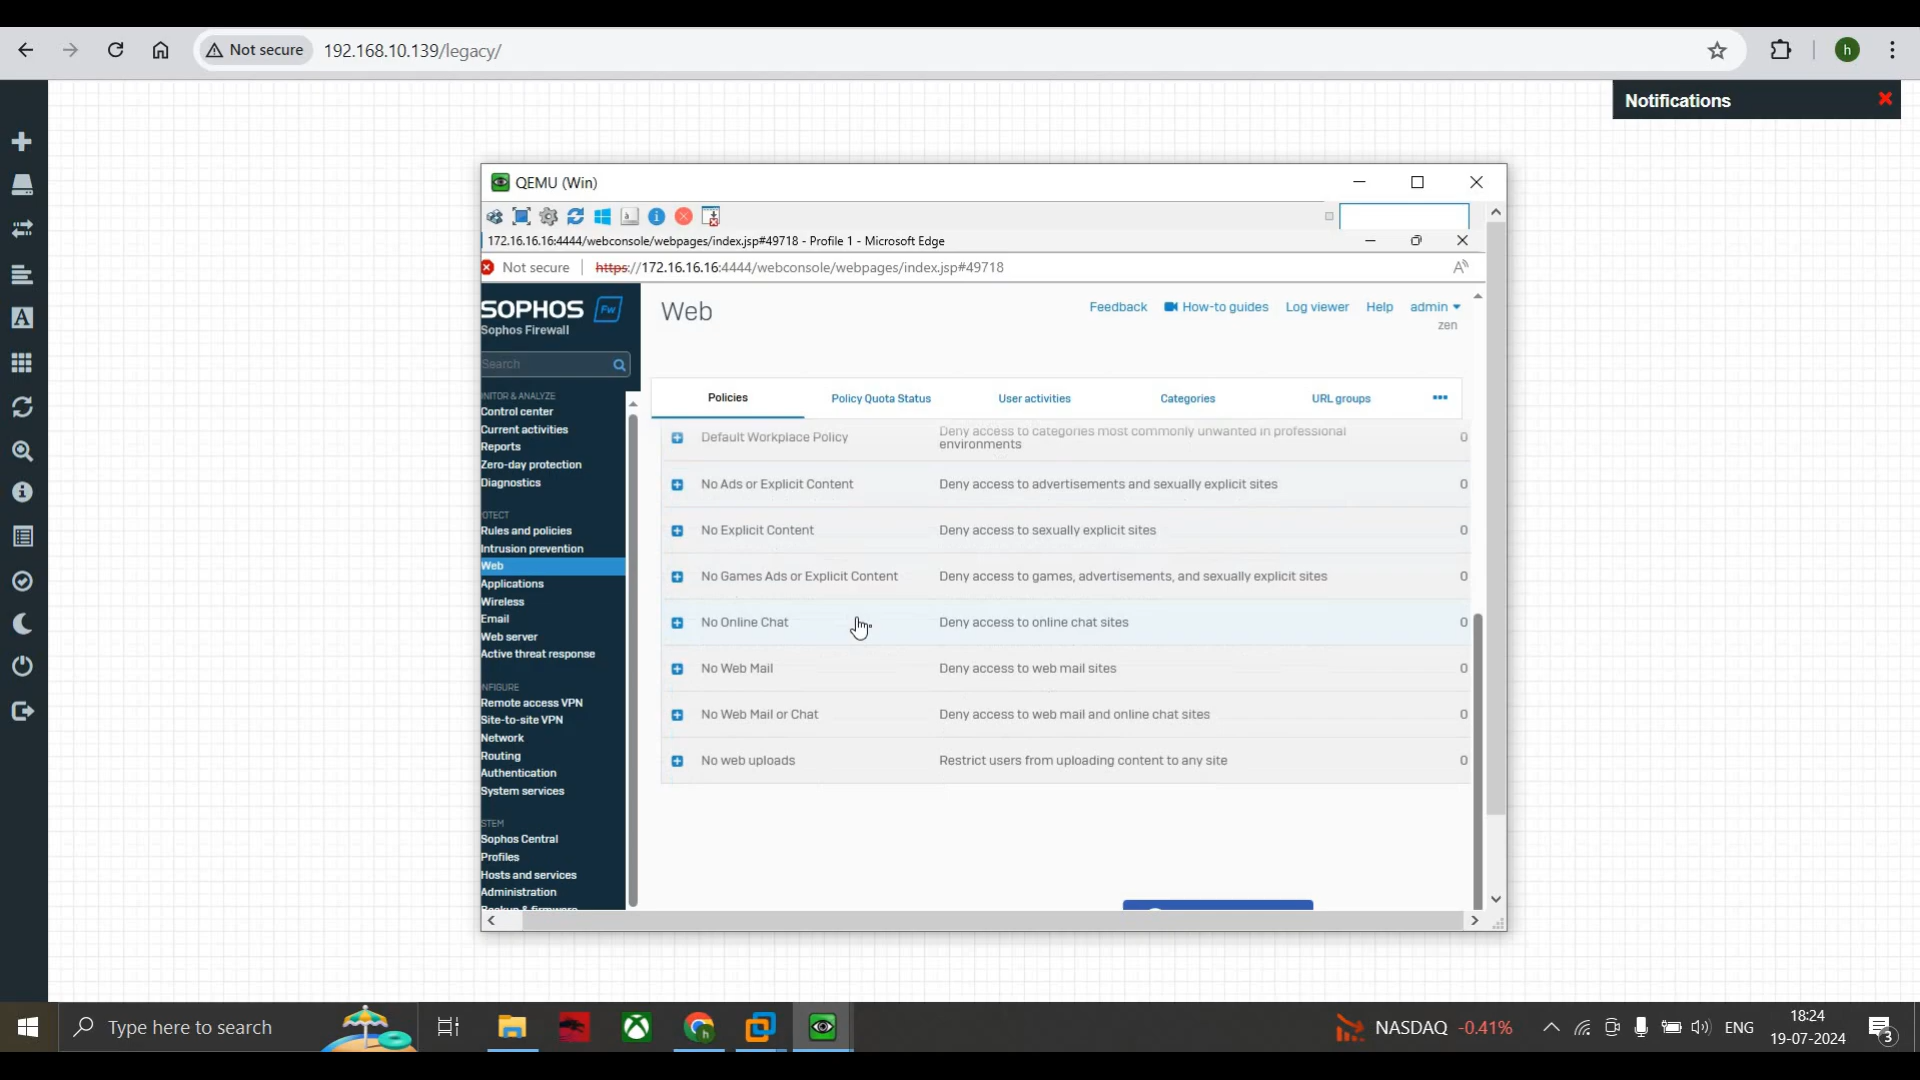 Not secure 192.168.10.139/legacy/
h
Notifications
QEMU (Win)
172.16.16.16:4444/webconsole/webpages/index.jsp#49718 - Profile 1 - Microsoft Edge
Not secure https://172.16.16.16:4444/webconsole/webpages/index.jsp#49718
SOPHOS Fw
Sophos Firewall
Search
Web
Feedback How-to guides Log viewer Help admin
zen
Policies Policy Quota Status User activities Categories URL groups •••
NITOR & ANALYZE
Control center
Current activities
Reports
Zero-day protection
Diagnostics
OTECT
Rules and policies
Intrusion prevention
Web
Applications
Wireless
Email
Web server
Active threat response
NFIGURE
Remote access VPN
Site-to-site VPN
Network
Routing
Authentication
System services
STEM
Sophos Central
Profiles
Hosts and services
Administration
Backup & firmware
Default Workplace Policy Deny access to categories most commonly unwanted in professional 0
environments
No Ads or Explicit Content Deny access to advertisements and sexually explicit sites 0
No Explicit Content Deny access to sexually explicit sites 0
No Games Ads or Explicit Content Deny access to games, advertisements, and sexually explicit sites 0
No Online Chat Deny access to online chat sites 0
No Web Mail Deny access to web mail sites 0
No Web Mail or Chat Deny access to web mail and online chat sites 0
No web uploads Restrict users from uploading content to any site 0
Type here to search
NASDAQ -0.41%
ENG
18:24
19-07-2024
3